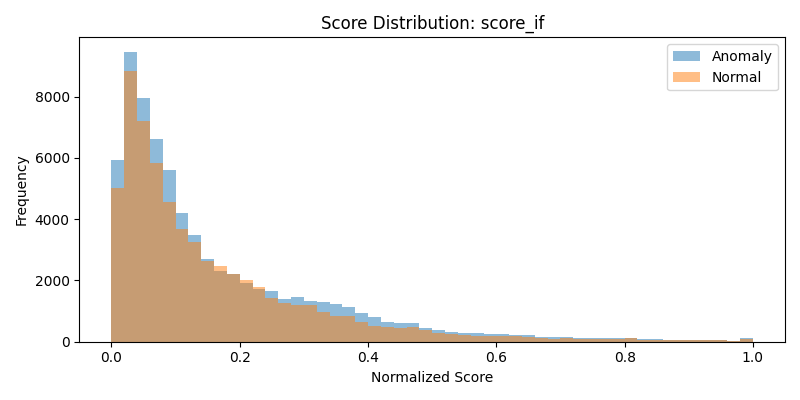 Score Distribution: score_if
Anomaly
Normal
Frequency
8000
6000
4000
2000
0
0.0 0.2 0.4 0.6 0.8 1.0
Normalized Score